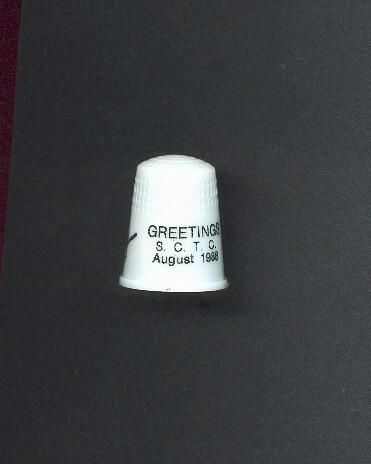 GREETINGS
S. C. T. C.
August 1988